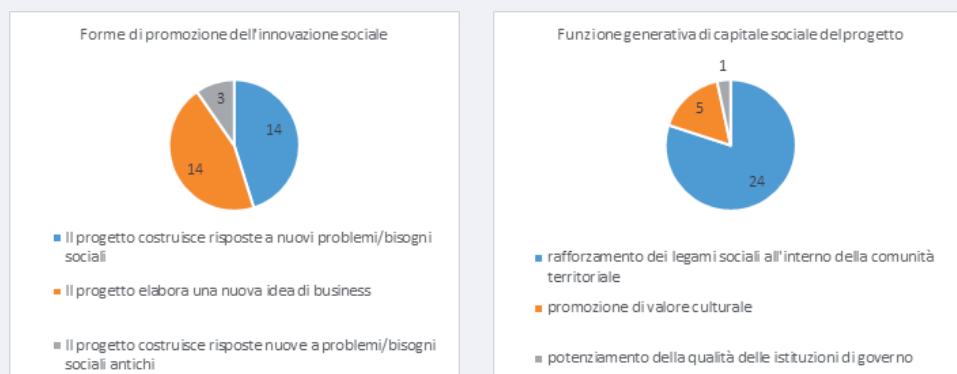 Forme di promozione dell'innovazione sociale
3
14
14
Il progetto costruisce risposte a nuovi problemi/bisogni
sociali
Il progetto elabora una nuova idea di business
Il progetto costruisce risposte nuove a problemi/bisogni
sociali antichi
Funzione generativa di capitale sociale del progetto
1
5
24
rafforzamento dei legami sociali all'interno della comunità
territoriale
promozione di valore culturale
potenziamento della qualità delle istituzioni di governo